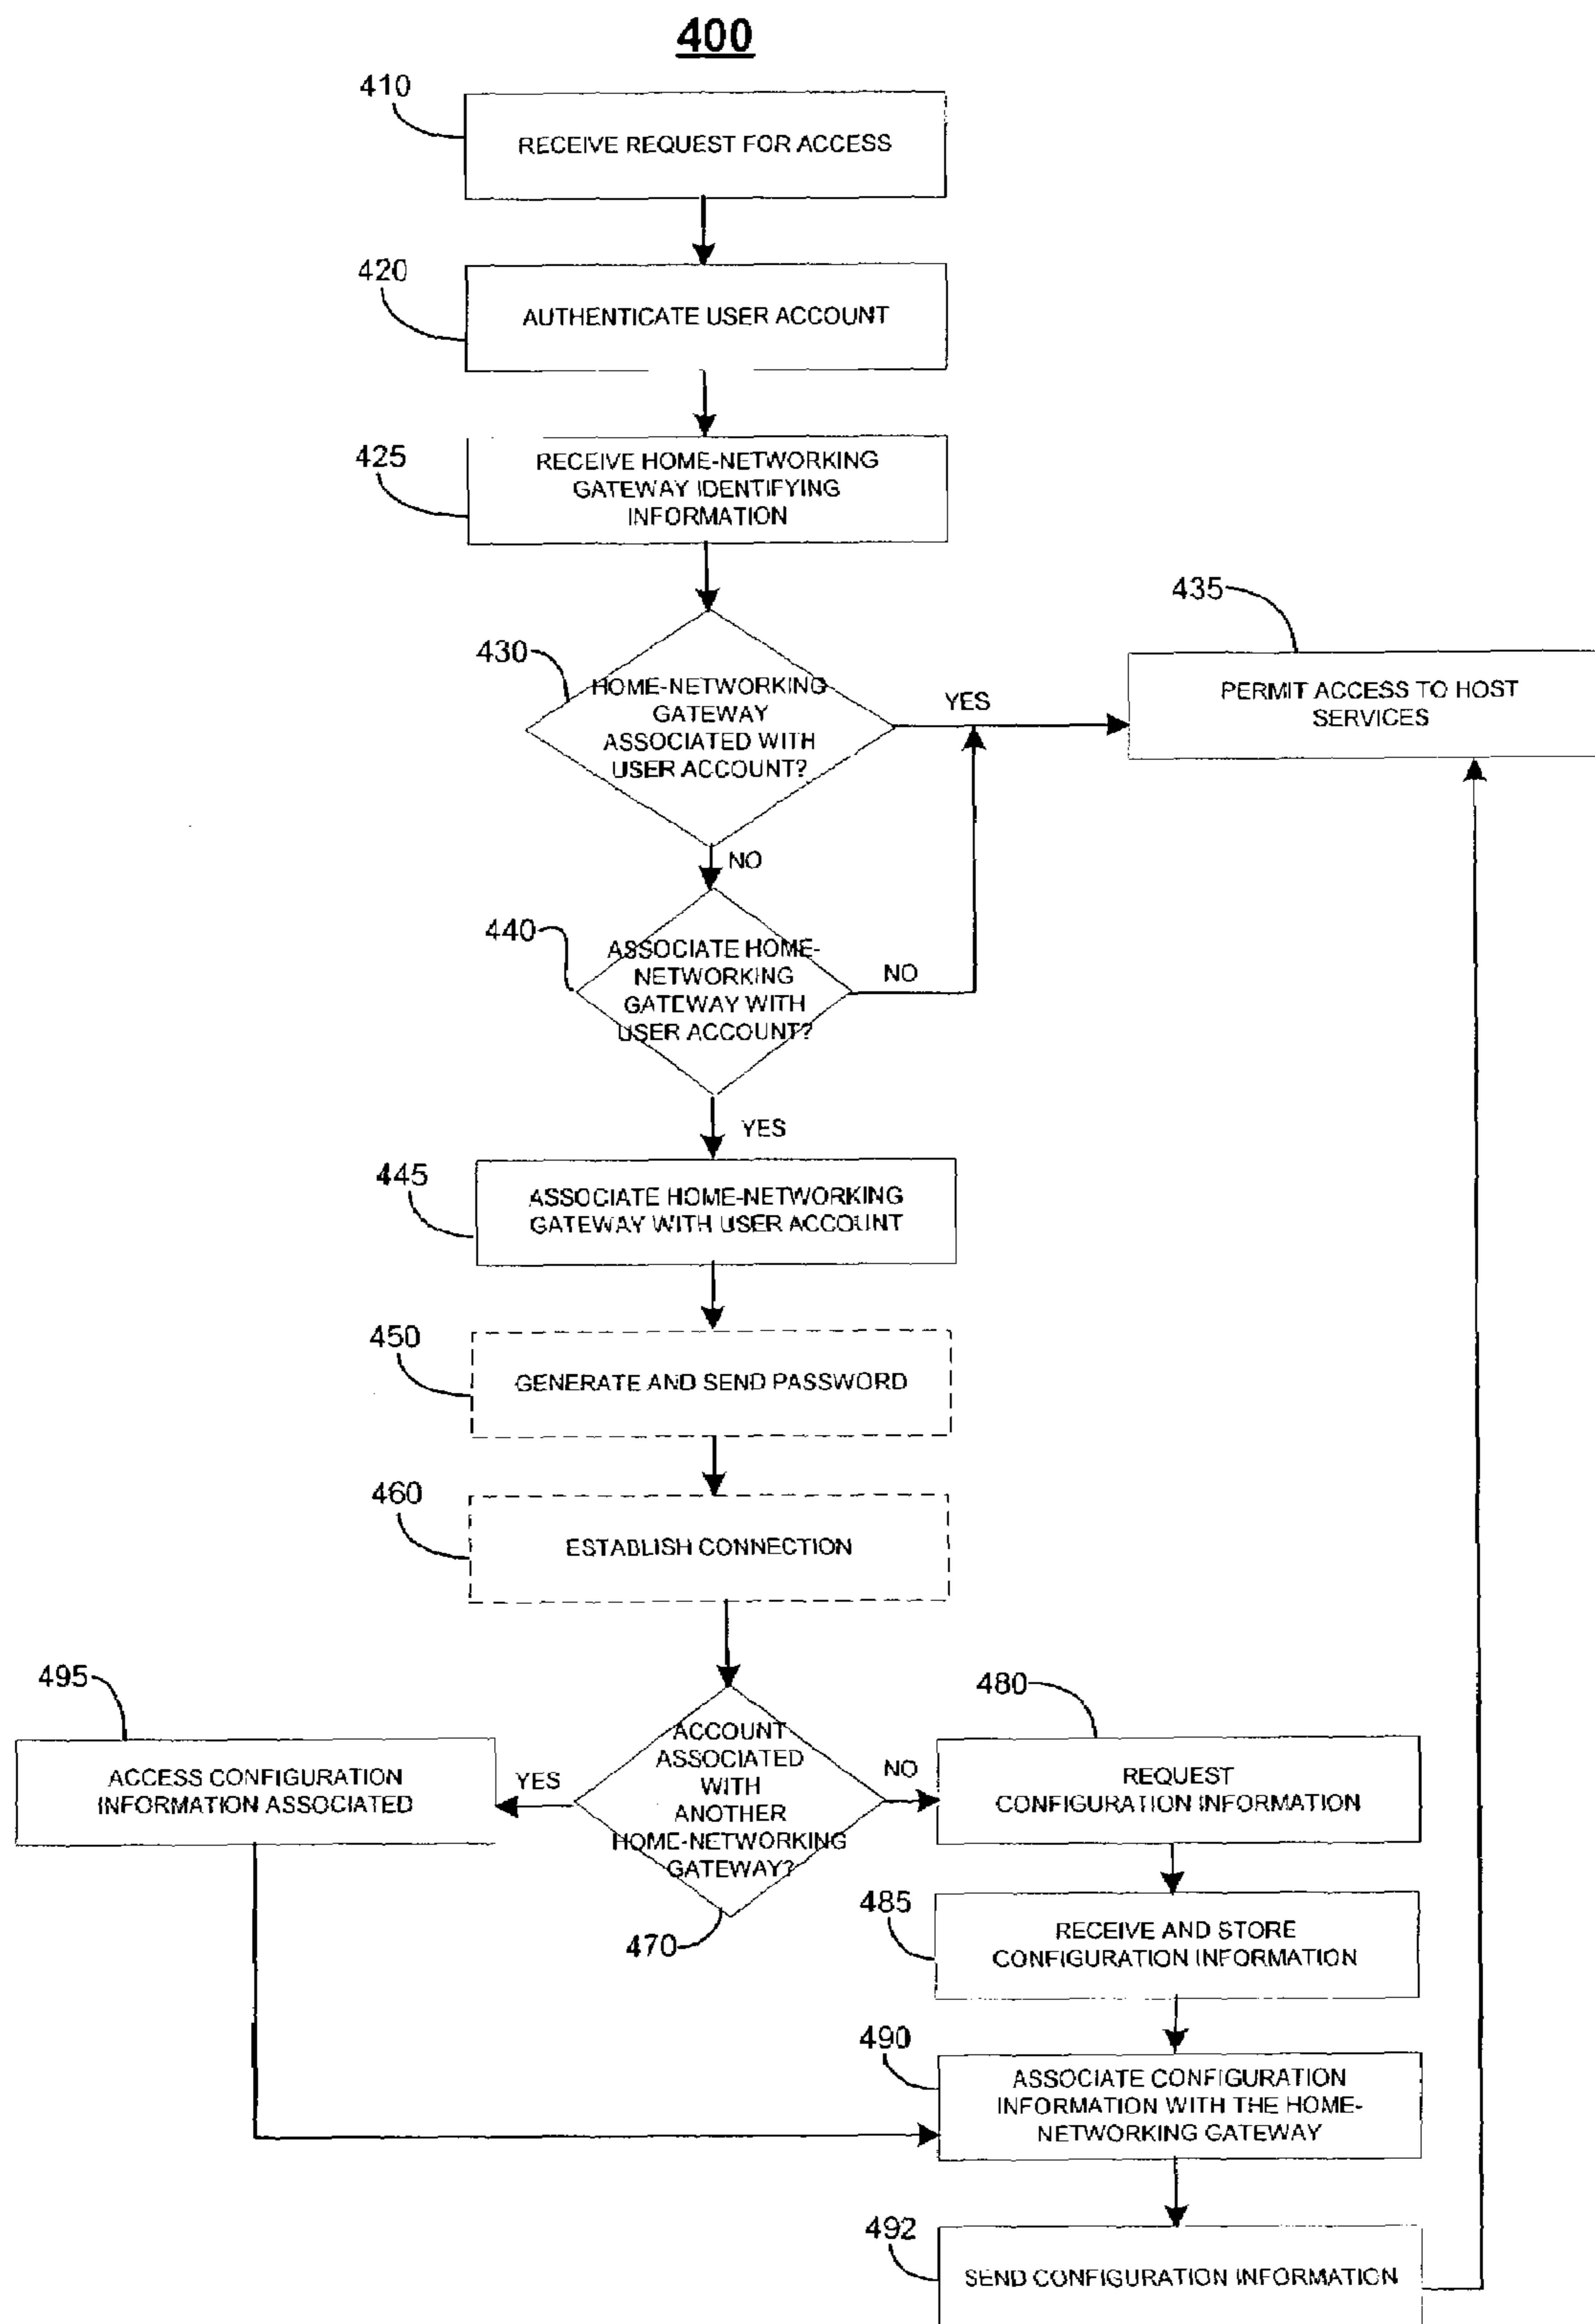 400
410
RECEIVE REQUEST FOR ACCESS
420
AUTHENTICATE USER ACCOUNT
425
RECEIVE HOME-NETWORKING
GATEWAY IDENTIFYING
INFORMATION
430
HOME-NETWORKING
GATEWAY
ASSOCIATED WITH
USER ACCOUNT?
YES
435
PERMIT ACCESS TO HOST
SERVICES
NO
440
ASSOCIATE HOME-
NETWORKING
GATEWAY WITH
USER ACCOUNT?
NO
YES
445
ASSOCIATE HOME-NETWORKING
GATEWAY WITH USER ACCOUNT
450
GENERATE AND SEND PASSWORD
460
ESTABLISH CONNECTION
470
ACCOUNT
ASSOCIATED
WITH
ANOTHER
HOME-NETWORKING
GATEWAY?
YES
495
ACCESS CONFIGURATION
INFORMATION ASSOCIATED
NO
480
REQUEST
CONFIGURATION INFORMATION
485
RECEIVE AND STORE
CONFIGURATION INFORMATION
490
ASSOCIATE CONFIGURATION
INFORMATION WITH THE HOME-
NETWORKING GATEWAY
492
SEND CONFIGURATION INFORMATION